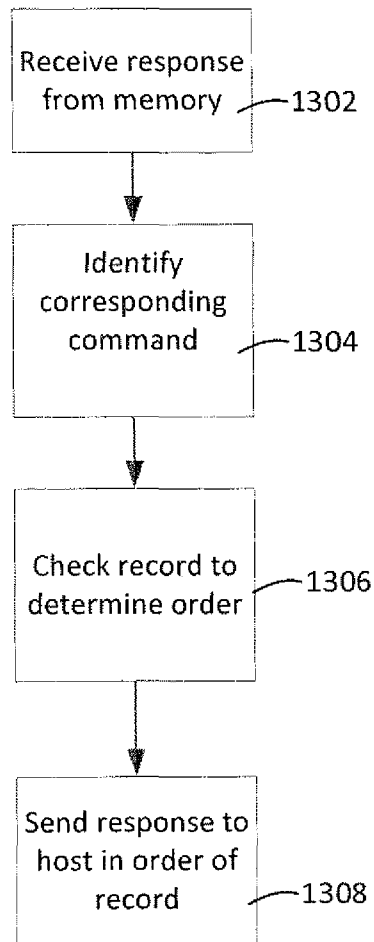 Receive response
from memory
1302
Identify
corresponding
command
1304
Check record to
determine order
1306
Send response to
host in order of
record
1308